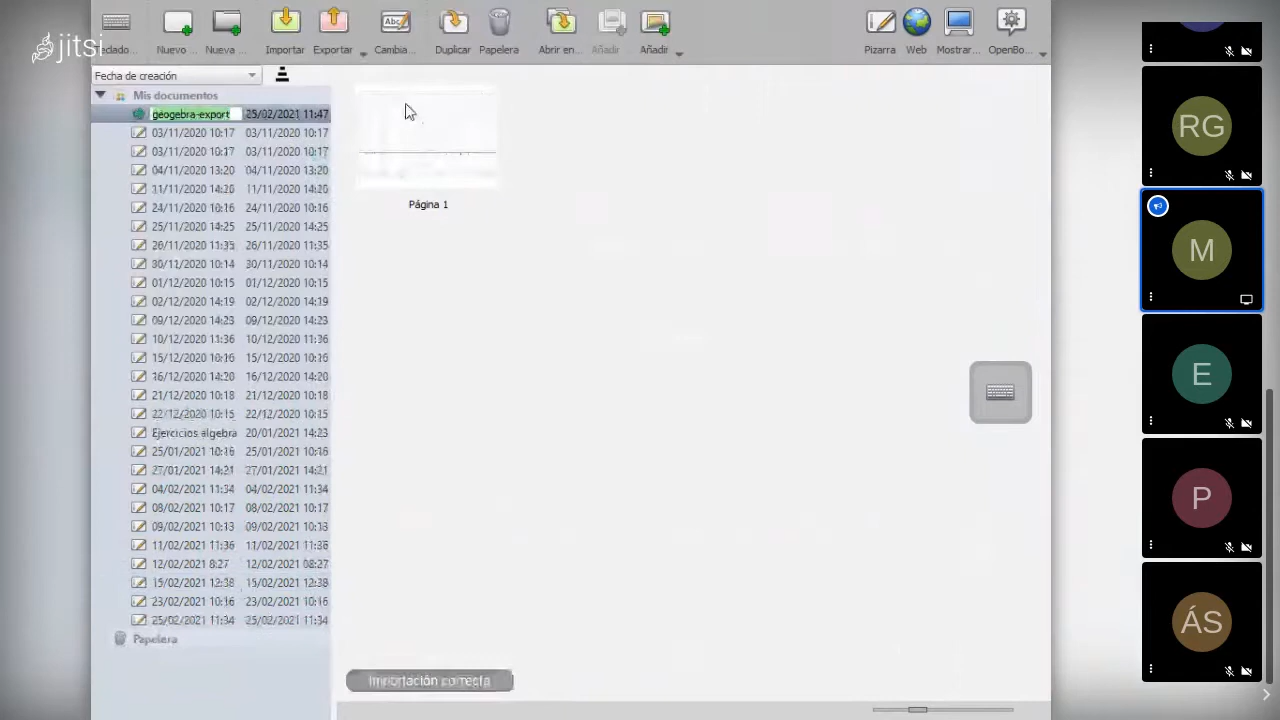 jitsi
Nuevo ...
Nueva ...
Importar
Exportar
Cambia...
Duplicar
Papelera
Abrir en...
Añadir
Añadir
Pizarra
Web
Mostrar...
OpenBo...
Fecha de creación
Mis documentos
geogebra-export 25/02/2021 11:47
03/11/2020 10:17 03/11/2020 10:17
03/11/2020 10:17 03/11/2020 10:17
04/11/2020 13:20 04/11/2020 13:20
11/11/2020 14:26 11/11/2020 14:26
24/11/2020 10:16 24/11/2020 10:16
25/11/2020 14:25 25/11/2020 14:25
26/11/2020 11:35 26/11/2020 11:35
30/11/2020 10:14 30/11/2020 10:14
01/12/2020 10:15 01/12/2020 10:15
02/12/2020 14:19 02/12/2020 14:19
09/12/2020 14:23 09/12/2020 14:23
10/12/2020 11:36 10/12/2020 11:36
15/12/2020 10:16 15/12/2020 10:16
16/12/2020 14:20 16/12/2020 14:20
21/12/2020 10:18 21/12/2020 10:18
22/12/2020 10:15 22/12/2020 10:15
Ejercicios algebra 20/01/2021 14:23
25/01/2021 10:16 25/01/2021 10:16
27/01/2021 14:21 27/01/2021 14:21
04/02/2021 11:34 04/02/2021 11:34
08/02/2021 10:17 08/02/2021 10:17
09/02/2021 10:13 09/02/2021 10:13
11/02/2021 11:36 11/02/2021 11:36
12/02/2021 8:27 12/02/2021 08:27
15/02/2021 12:38 15/02/2021 12:38
23/02/2021 10:16 23/02/2021 10:16
25/02/2021 11:34 25/02/2021 11:34
Papelera
Página 1
Importación correcta
RG
M
E
P
ÁS